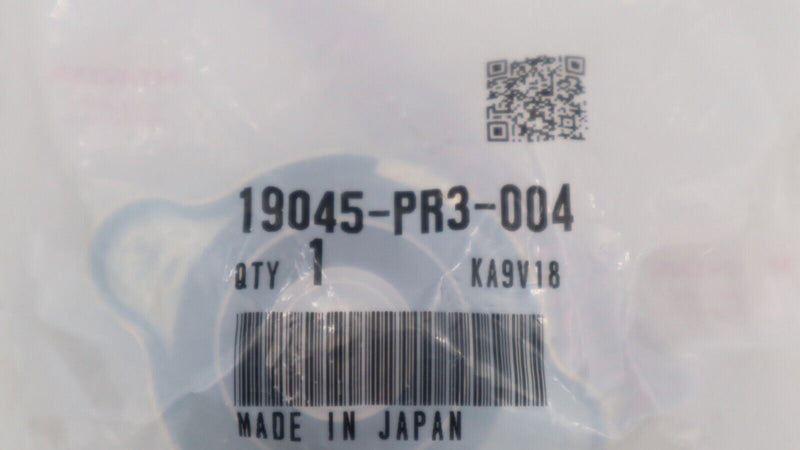 19045-PR3-004
QTY 1 KA9V18
MADE IN JAPAN